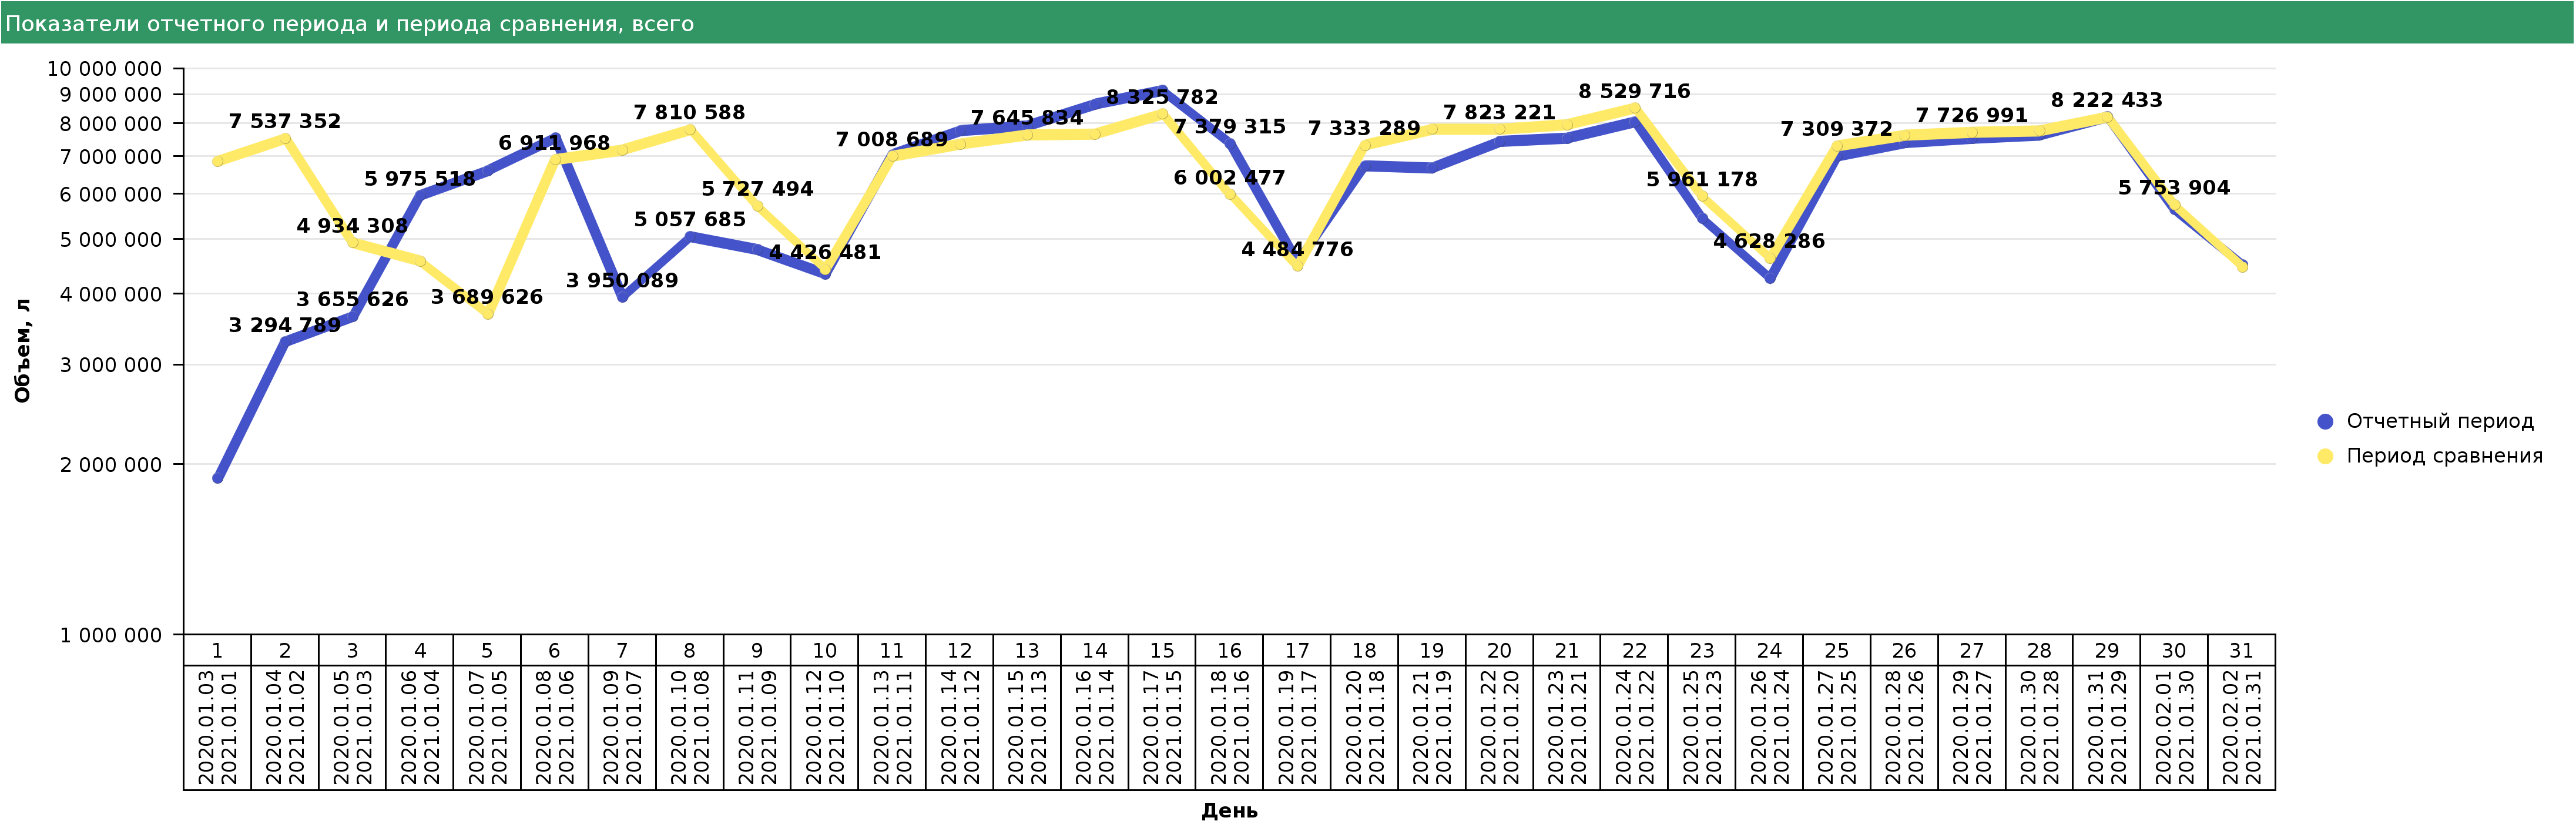 Показатели отчетного периода и периода сравнения, всего
10 000 000
9 000 000
8 000 000
7 000 000
6 000 000
5 000 000
4 000 000
3 000 000
2 000 000
1 000 000
Объем, л
7 537 352
3 294 789
4 934 308
3 655 626
5 975 518
3 689 626
6 911 968
3 950 089
7 810 588
5 057 685
5 727 494
4 426 481
7 008 689
7 645 834
8 325 782
7 379 315
6 002 477
4 484 776
7 333 289
7 823 221
8 529 716
5 961 178
4 628 286
7 309 372
7 726 991
8 222 433
5 753 904
Отчетный период
Период сравнения
1 2 3 4 5 6 7 8 9 10 11 12 13 14 15 16 17 18 19 20 21 22 23 24 25 26 27 28 29 30 31
2020.01.03
2021.01.01
2020.01.04
2021.01.02
2020.01.05
2021.01.03
2020.01.06
2021.01.04
2020.01.07
2021.01.05
2020.01.08
2021.01.06
2020.01.09
2021.01.07
2020.01.10
2021.01.08
2020.01.11
2021.01.09
2020.01.12
2021.01.10
2020.01.13
2021.01.11
2020.01.14
2021.01.12
2020.01.15
2021.01.13
2020.01.16
2021.01.14
2020.01.17
2021.01.15
2020.01.18
2021.01.16
2020.01.19
2021.01.17
2020.01.20
2021.01.18
2020.01.21
2021.01.19
2020.01.22
2021.01.20
2020.01.23
2021.01.21
2020.01.24
2021.01.22
2020.01.25
2021.01.23
2020.01.26
2021.01.24
2020.01.27
2021.01.25
2020.01.28
2021.01.26
2020.01.29
2021.01.27
2020.01.30
2021.01.28
2020.01.31
2021.01.29
2020.02.01
2021.01.30
2020.02.02
2021.01.31
День